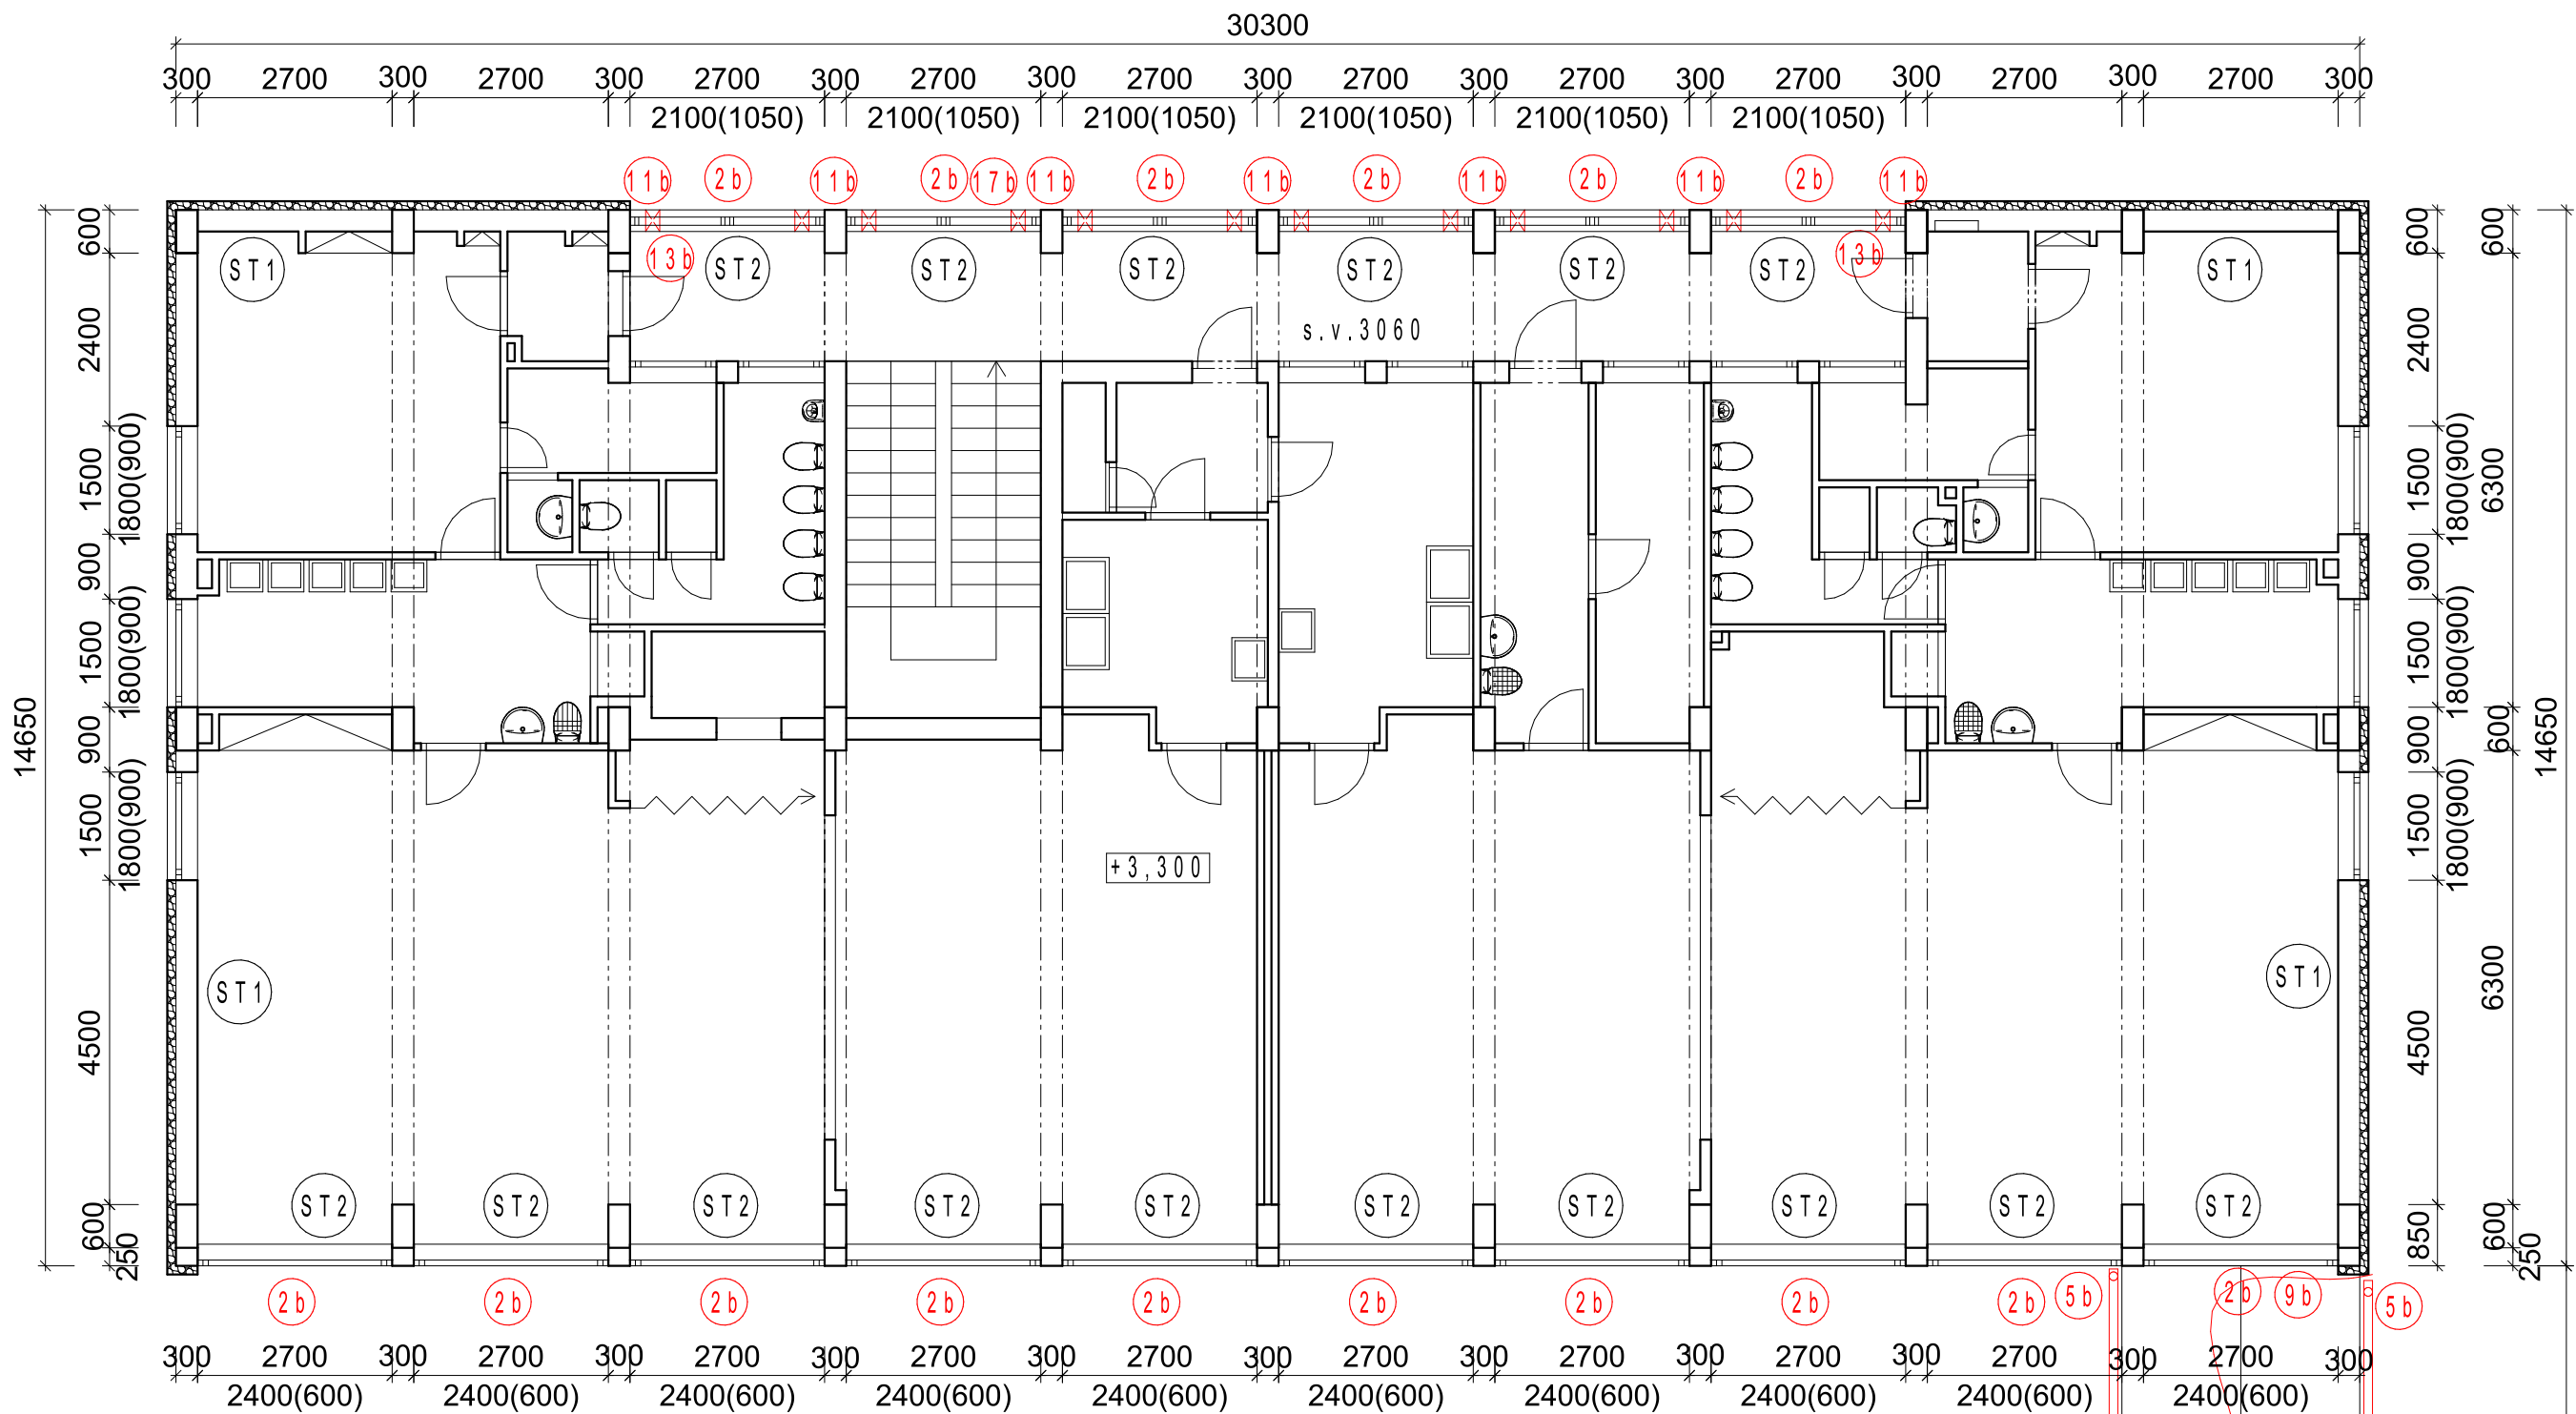 30300
300 2700 300 2700 300 2700 300 2700 300 2700 300 2700 300 2700 300 2700 300 2700 300 2700 300
2100(1050) 2100(1050) 2100(1050) 2100(1050) 2100(1050) 2100(1050)
11b 2b 11b 2b 17b 11b 2b 11b 2b 11b 2b 11b 2b 11b
13b 13b
ST1 ST2 ST2 ST2 ST2 ST2 ST2 ST1
s.v.3060
+3,300
ST1 ST1
ST2 ST2 ST2 ST2 ST2 ST2 ST2 ST2 ST2 ST2
2b 2b 2b 2b 2b 2b 2b 2b 2b 5b 2b 9b 5b
300 2700 300 2700 300 2700 300 2700 300 2700 300 2700 300 2700 300 2700 300 2700 300 2700 300
2400(600) 2400(600) 2400(600) 2400(600) 2400(600) 2400(600) 2400(600) 2400(600) 2400(600) 2400(600)
14650
600 2400 1500 900 1500 900 1500 4500 600
1800(900) 1800(900) 1800(900) 250
600 2400 1500 900 1500 900 1500 4500 850
1800(900) 1800(900) 1800(900)
600 6300 600 6300 600
250
14650